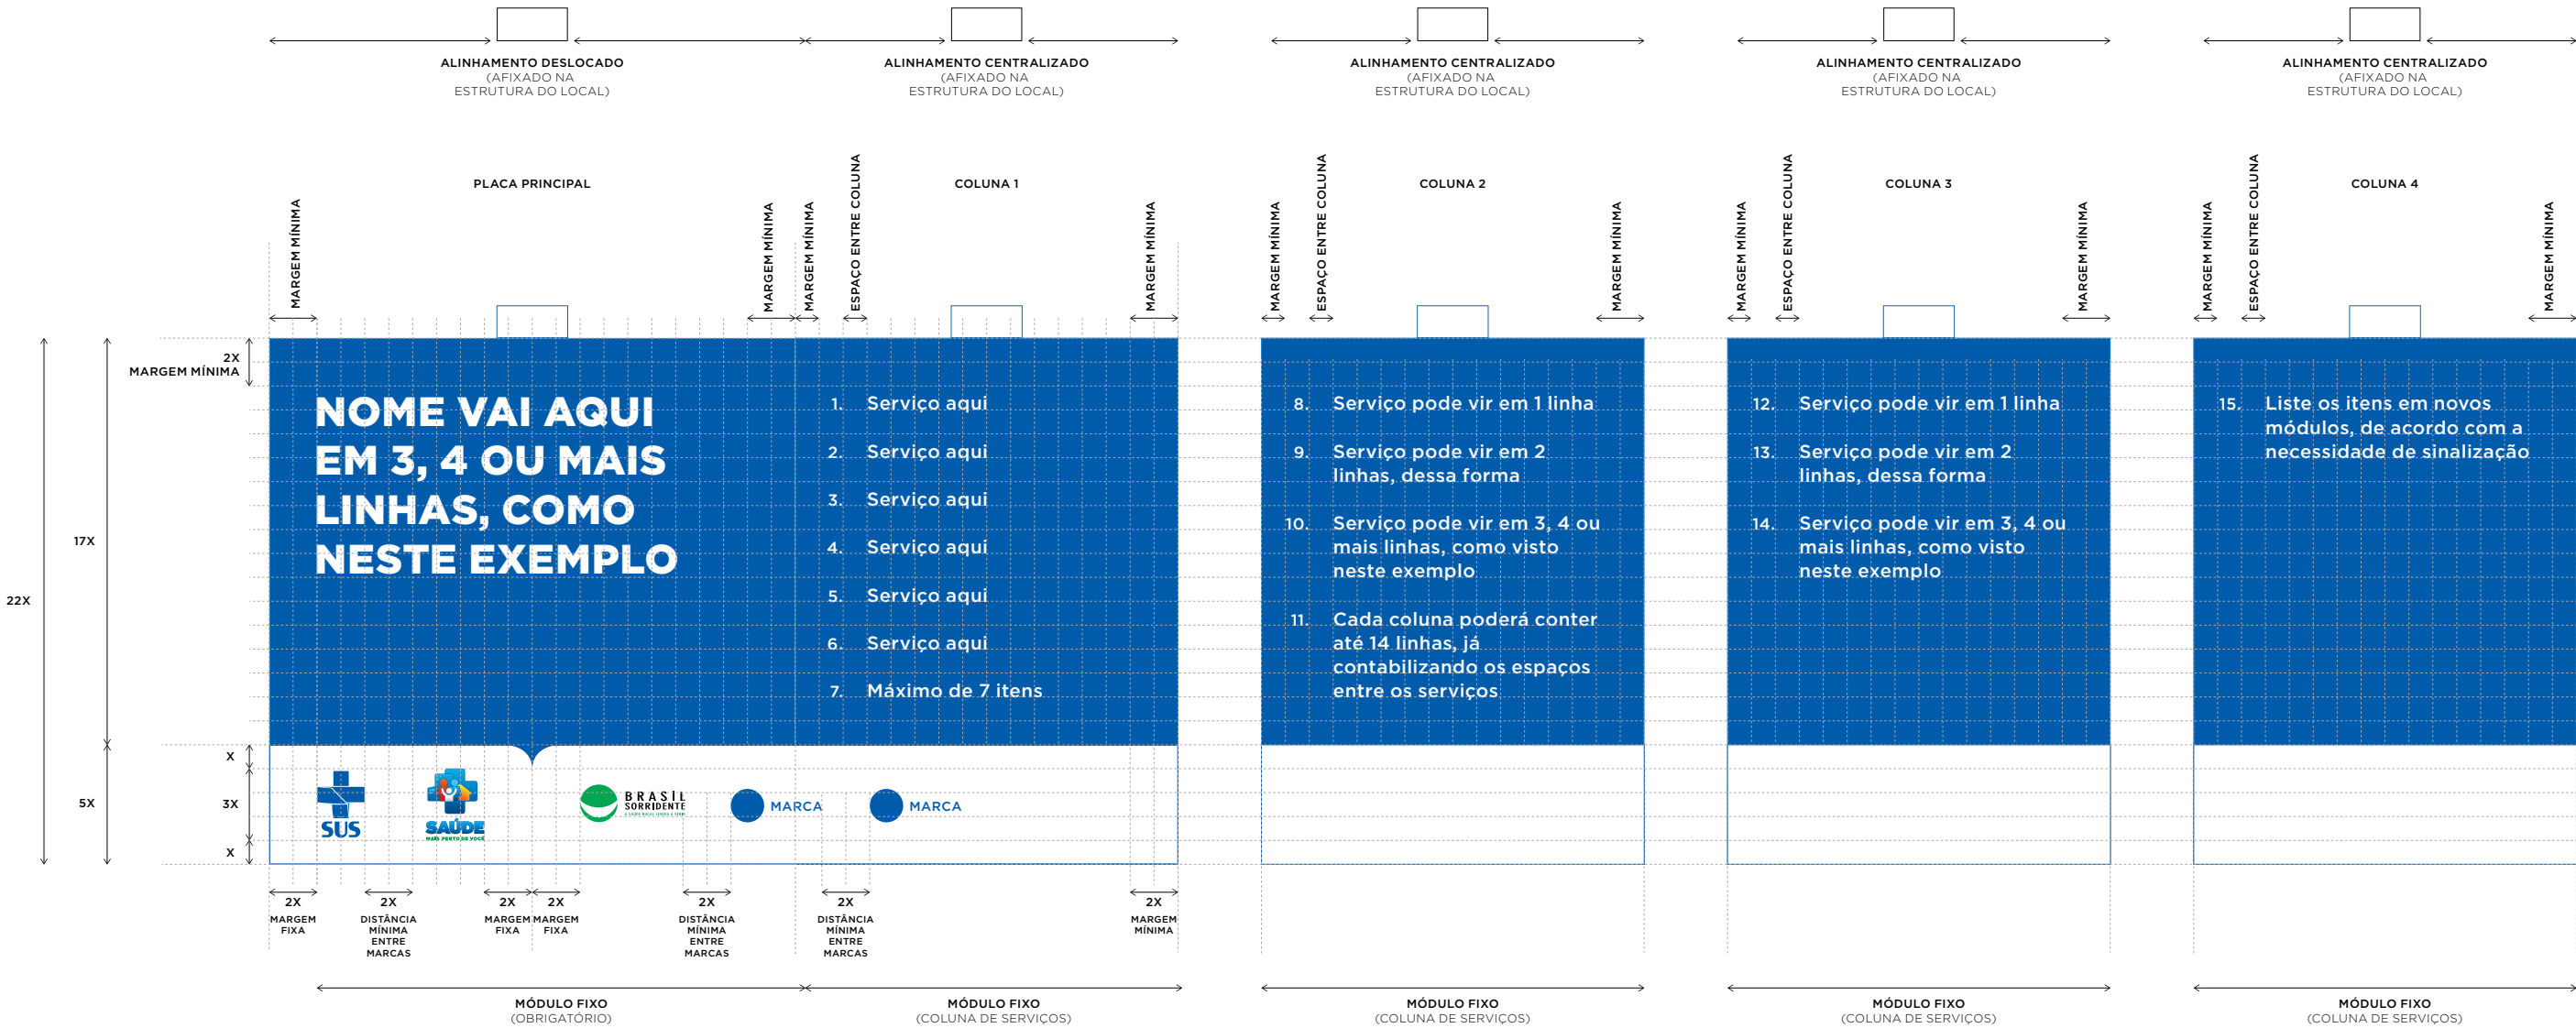 ALINHAMENTO DESLOCADO
(AFIXADO NA
ESTRUTURA DO LOCAL)
ALINHAMENTO CENTRALIZADO
(AFIXADO NA
ESTRUTURA DO LOCAL)
ALINHAMENTO CENTRALIZADO
(AFIXADO NA
ESTRUTURA DO LOCAL)
ALINHAMENTO CENTRALIZADO
(AFIXADO NA
ESTRUTURA DO LOCAL)
ALINHAMENTO CENTRALIZADO
(AFIXADO NA
ESTRUTURA DO LOCAL)
PLACA PRINCIPAL
COLUNA 1
COLUNA 2
COLUNA 3
COLUNA 4
MARGEM MÍNIMA
MARGEM MÍNIMA
MARGEM MÍNIMA
ESPAÇO ENTRE COLUNA
MARGEM MÍNIMA
MARGEM MÍNIMA
ESPAÇO ENTRE COLUNA
MARGEM MÍNIMA
MARGEM MÍNIMA
ESPAÇO ENTRE COLUNA
MARGEM MÍNIMA
MARGEM MÍNIMA
ESPAÇO ENTRE COLUNA
MARGEM MÍNIMA
2X
MARGEM MÍNIMA
22X
17X
5X
X
3X
X
NOME VAI AQUI
EM 3, 4 OU MAIS
LINHAS, COMO
NESTE EXEMPLO
1. Serviço aqui
2. Serviço aqui
3. Serviço aqui
4. Serviço aqui
5. Serviço aqui
6. Serviço aqui
7. Máximo de 7 itens
8. Serviço pode vir em 1 linha
9. Serviço pode vir em 2
linhas, dessa forma
10. Serviço pode vir em 3, 4 ou
mais linhas, como visto
neste exemplo
11. Cada coluna poderá conter
até 14 linhas, já
contabilizando os espaços
entre os serviços
12. Serviço pode vir em 1 linha
13. Serviço pode vir em 2
linhas, dessa forma
14. Serviço pode vir em 3, 4 ou
mais linhas, como visto
neste exemplo
15. Liste os itens em novos
módulos, de acordo com a
necessidade de sinalização
SUS
SAÚDE
MAIS PERTO DE VOCÊ
BRASIL
SORRIDENTE
MARCA
MARCA
2X
MARGEM
FIXA
2X
DISTÂNCIA
MÍNIMA
ENTRE
MARCAS
2X
MARGEM
FIXA
2X
MARGEM
FIXA
2X
DISTÂNCIA
MÍNIMA
ENTRE
MARCAS
2X
DISTÂNCIA
MÍNIMA
ENTRE
MARCAS
2X
MARGEM
MÍNIMA
MÓDULO FIXO
(OBRIGATÓRIO)
MÓDULO FIXO
(COLUNA DE SERVIÇOS)
MÓDULO FIXO
(COLUNA DE SERVIÇOS)
MÓDULO FIXO
(COLUNA DE SERVIÇOS)
MÓDULO FIXO
(COLUNA DE SERVIÇOS)